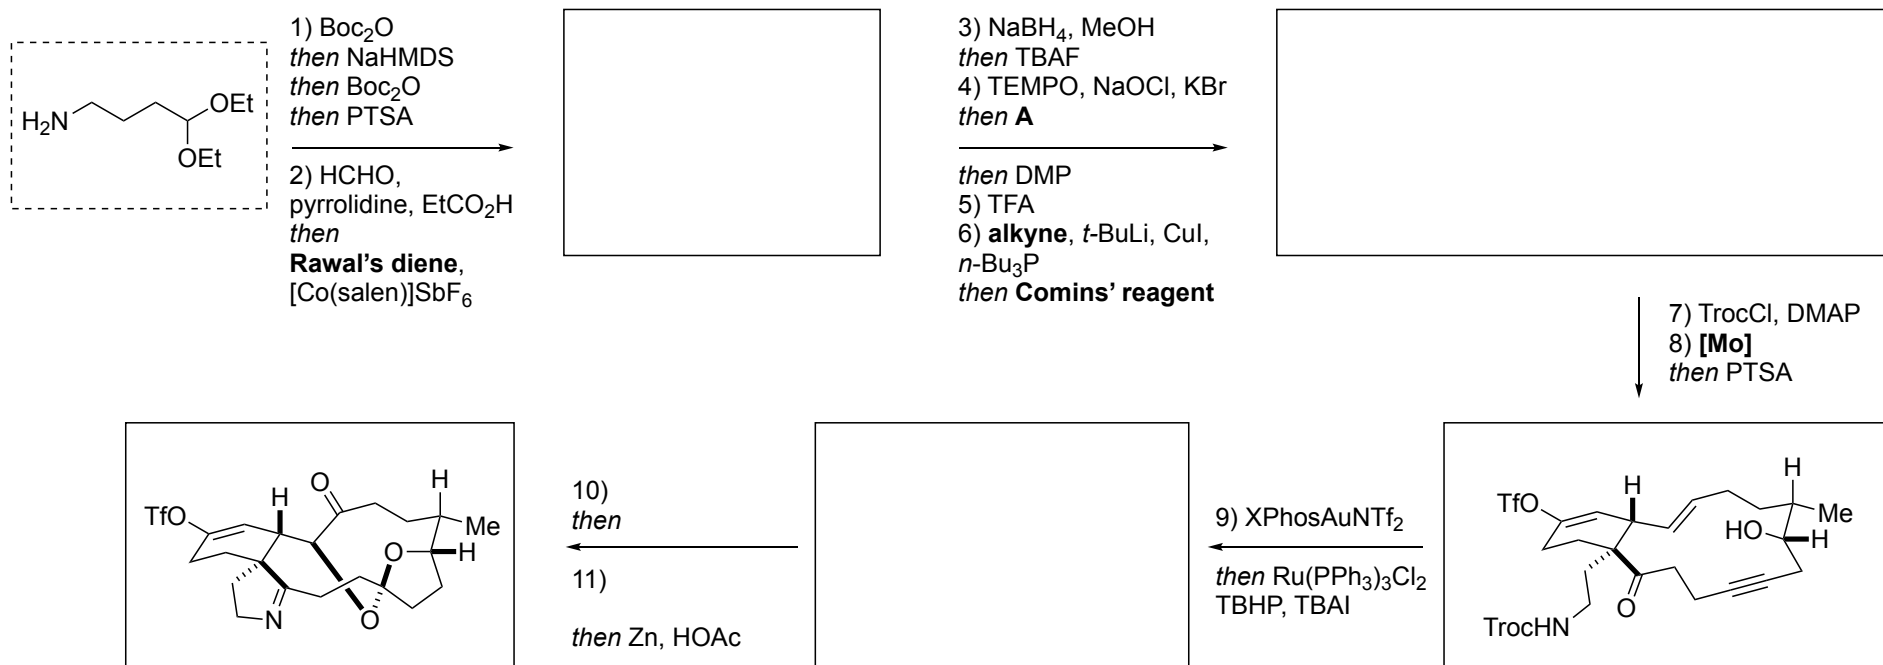 H₂N
OEt
OEt
1) Boc₂O
then NaHMDS
then Boc₂O
then PTSA
2) HCHO,
pyrrolidine, EtCO₂H
then
Rawal's diene,
[Co(salen)]SbF₆
3) NaBH₄, MeOH
then TBAF
4) TEMPO, NaOCl, KBr
then A
then DMP
5) TFA
6) alkyne, t-BuLi, CuI,
n-Bu₃P
then Comins' reagent
7) TrocCl, DMAP
8) [Mo]
then PTSA
TfO
H
H
Me
HO
H
O
TrocHN
9) XPhosAuNTf₂
then Ru(PPh₃)₃Cl₂
TBHP, TBAI
10)
then
11)
then Zn, HOAc
TfO
H
O
H
Me
O
H
O
N